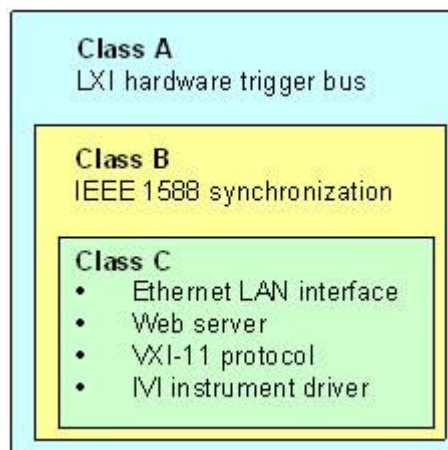 Class A
LXI hardware trigger bus
Class B
IEEE 1588 synchronization
Class C
• Ethernet LAN interface
• Web server
• VXI-11 protocol
• IVI instrument driver